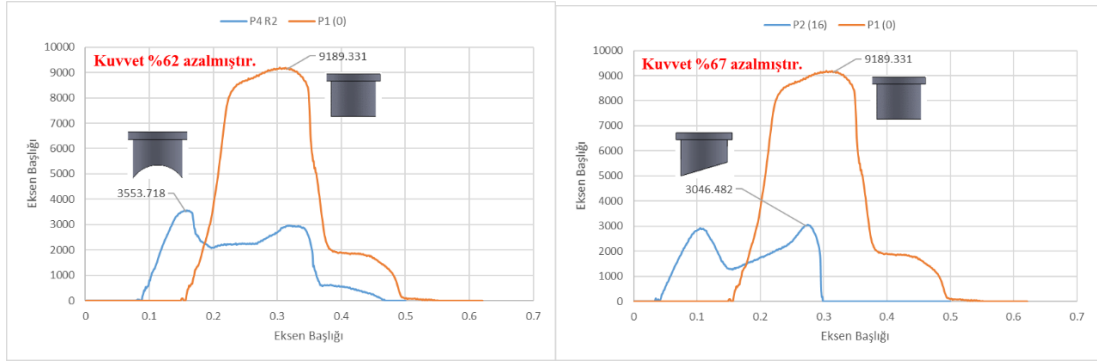 P4 R2 P1 (0)
10000
9000
8000
7000
6000
5000
4000
3000
2000
1000
0
Eksen Başlığı
Kuvvet %62 azalmıştır.
9189.331
3553.718
0 0.1 0.2 0.3 0.4 0.5 0.6 0.7
Eksen Başlığı
P2 (16) P1 (0)
10000
9000
8000
7000
6000
5000
4000
3000
2000
1000
0
Eksen Başlığı
Kuvvet %67 azalmıştır.
9189.331
3046.482
0 0.1 0.2 0.3 0.4 0.5 0.6 0.7
Eksen Başlığı